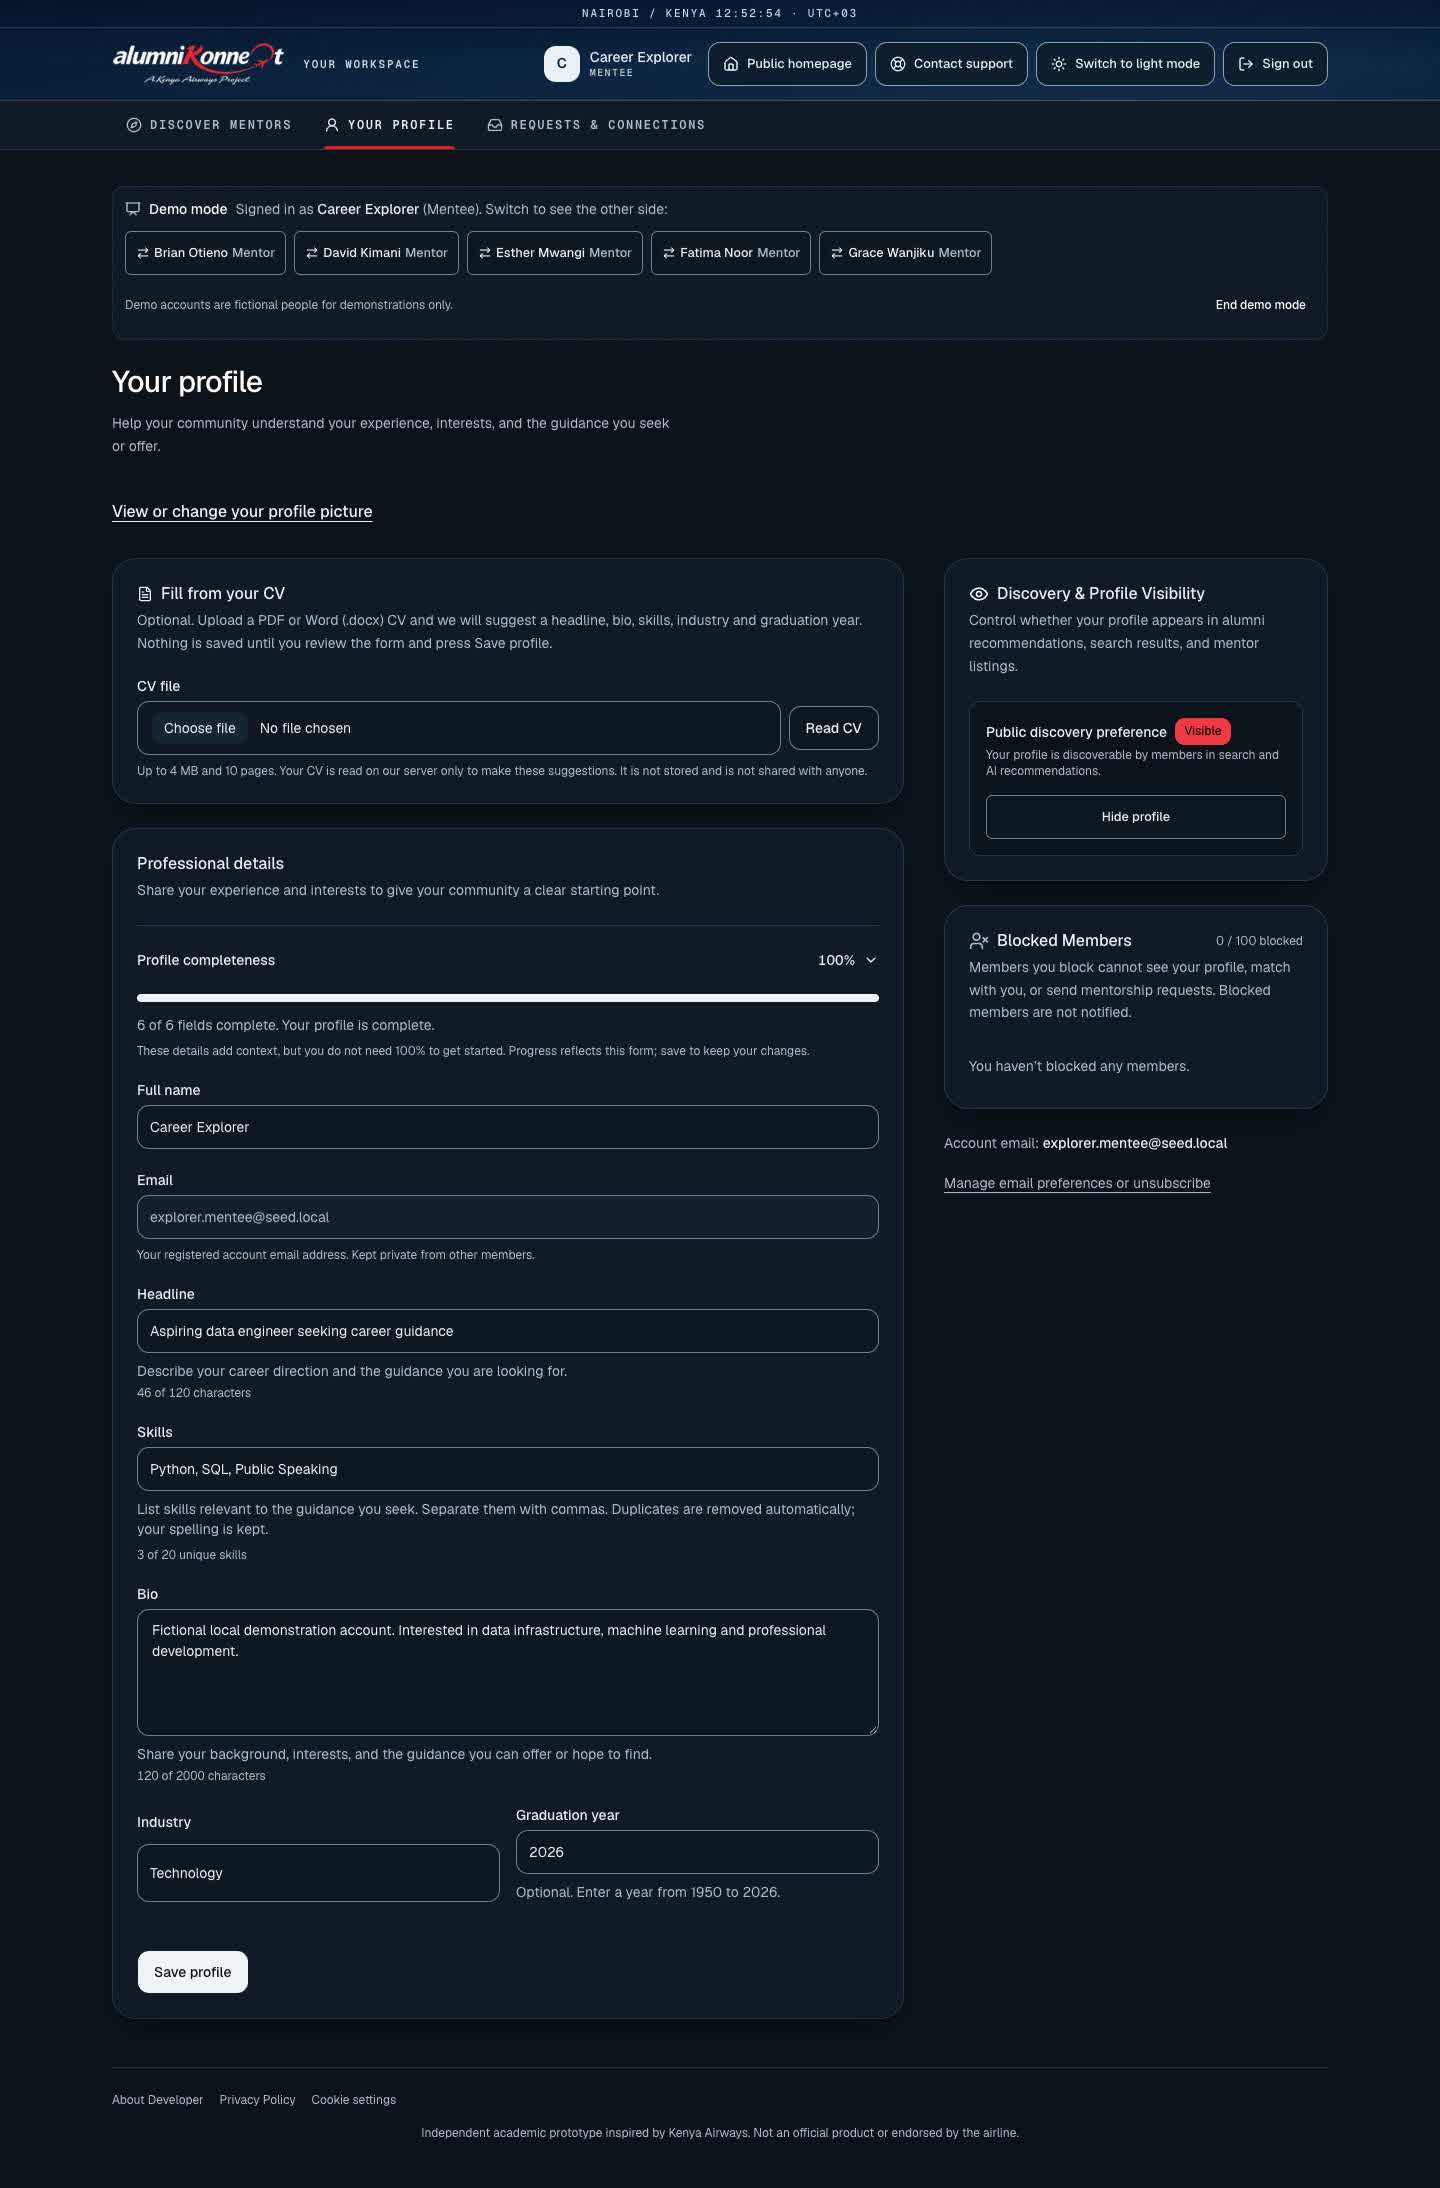 NAIROBI / KENYA 12:52:54 · UTC+03
alumniKonnect
A Kenya Airways Project
YOUR WORKSPACE
C
Career Explorer
MENTEE
Public homepage
Contact support
Switch to light mode
Sign out
DISCOVER MENTORS
YOUR PROFILE
REQUESTS & CONNECTIONS
Demo mode Signed in as Career Explorer (Mentee). Switch to see the other side:
Brian Otieno Mentor
David Kimani Mentor
Esther Mwangi Mentor
Fatima Noor Mentor
Grace Wanjiku Mentor
Demo accounts are fictional people for demonstrations only.
End demo mode
Your profile
Help your community understand your experience, interests, and the guidance you seek
or offer.
View or change your profile picture
Fill from your CV
Optional. Upload a PDF or Word (.docx) CV and we will suggest a headline, bio, skills, industry and graduation year.
Nothing is saved until you review the form and press Save profile.
CV file
Choose file No file chosen
Read CV
Up to 4 MB and 10 pages. Your CV is read on our server only to make these suggestions. It is not stored and is not shared with anyone.
Professional details
Share your experience and interests to give your community a clear starting point.
Profile completeness
100%
6 of 6 fields complete. Your profile is complete.
These details add context, but you do not need 100% to get started. Progress reflects this form; save to keep your changes.
Full name
Career Explorer
Email
explorer.mentee@seed.local
Your registered account email address. Kept private from other members.
Headline
Aspiring data engineer seeking career guidance
Describe your career direction and the guidance you are looking for.
46 of 120 characters
Skills
Python, SQL, Public Speaking
List skills relevant to the guidance you seek. Separate them with commas. Duplicates are removed automatically;
your spelling is kept.
3 of 20 unique skills
Bio
Fictional local demonstration account. Interested in data infrastructure, machine learning and professional
development.
Share your background, interests, and the guidance you can offer or hope to find.
120 of 2000 characters
Industry
Technology
Graduation year
2026
Optional. Enter a year from 1950 to 2026.
Save profile
Discovery & Profile Visibility
Control whether your profile appears in alumni
recommendations, search results, and mentor
listings.
Public discovery preference Visible
Your profile is discoverable by members in search and
AI recommendations.
Hide profile
Blocked Members
0 / 100 blocked
Members you block cannot see your profile, match
with you, or send mentorship requests. Blocked
members are not notified.
You haven't blocked any members.
Account email: explorer.mentee@seed.local
Manage email preferences or unsubscribe
About Developer
Privacy Policy
Cookie settings
Independent academic prototype inspired by Kenya Airways. Not an official product or endorsed by the airline.